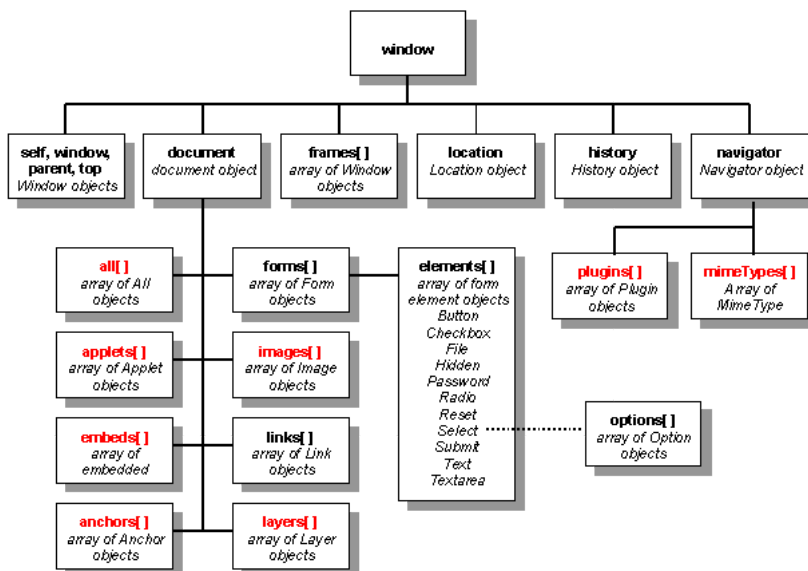 window
self, window,
parent, top
Window objects
document
document object
frames[ ]
array of Window
objects
location
Location object
history
History object
navigator
Navigator object
all[ ]
array of All
objects
forms[ ]
array of Form
objects
elements[ ]
array of form
element objects
Button
Checkbox
File
Hidden
Password
Radio
Reset
Select
Submit
Text
Textarea
plugins[ ]
array of Plugin
objects
mimeTypes[ ]
Array of
MimeType
applets[ ]
array of Applet
objects
images[ ]
array of Image
objects
options[ ]
array of Option
objects
embeds[ ]
array of
embedded
links[ ]
array of Link
objects
anchors[ ]
array of Anchor
objects
layers[ ]
array of Layer
objects